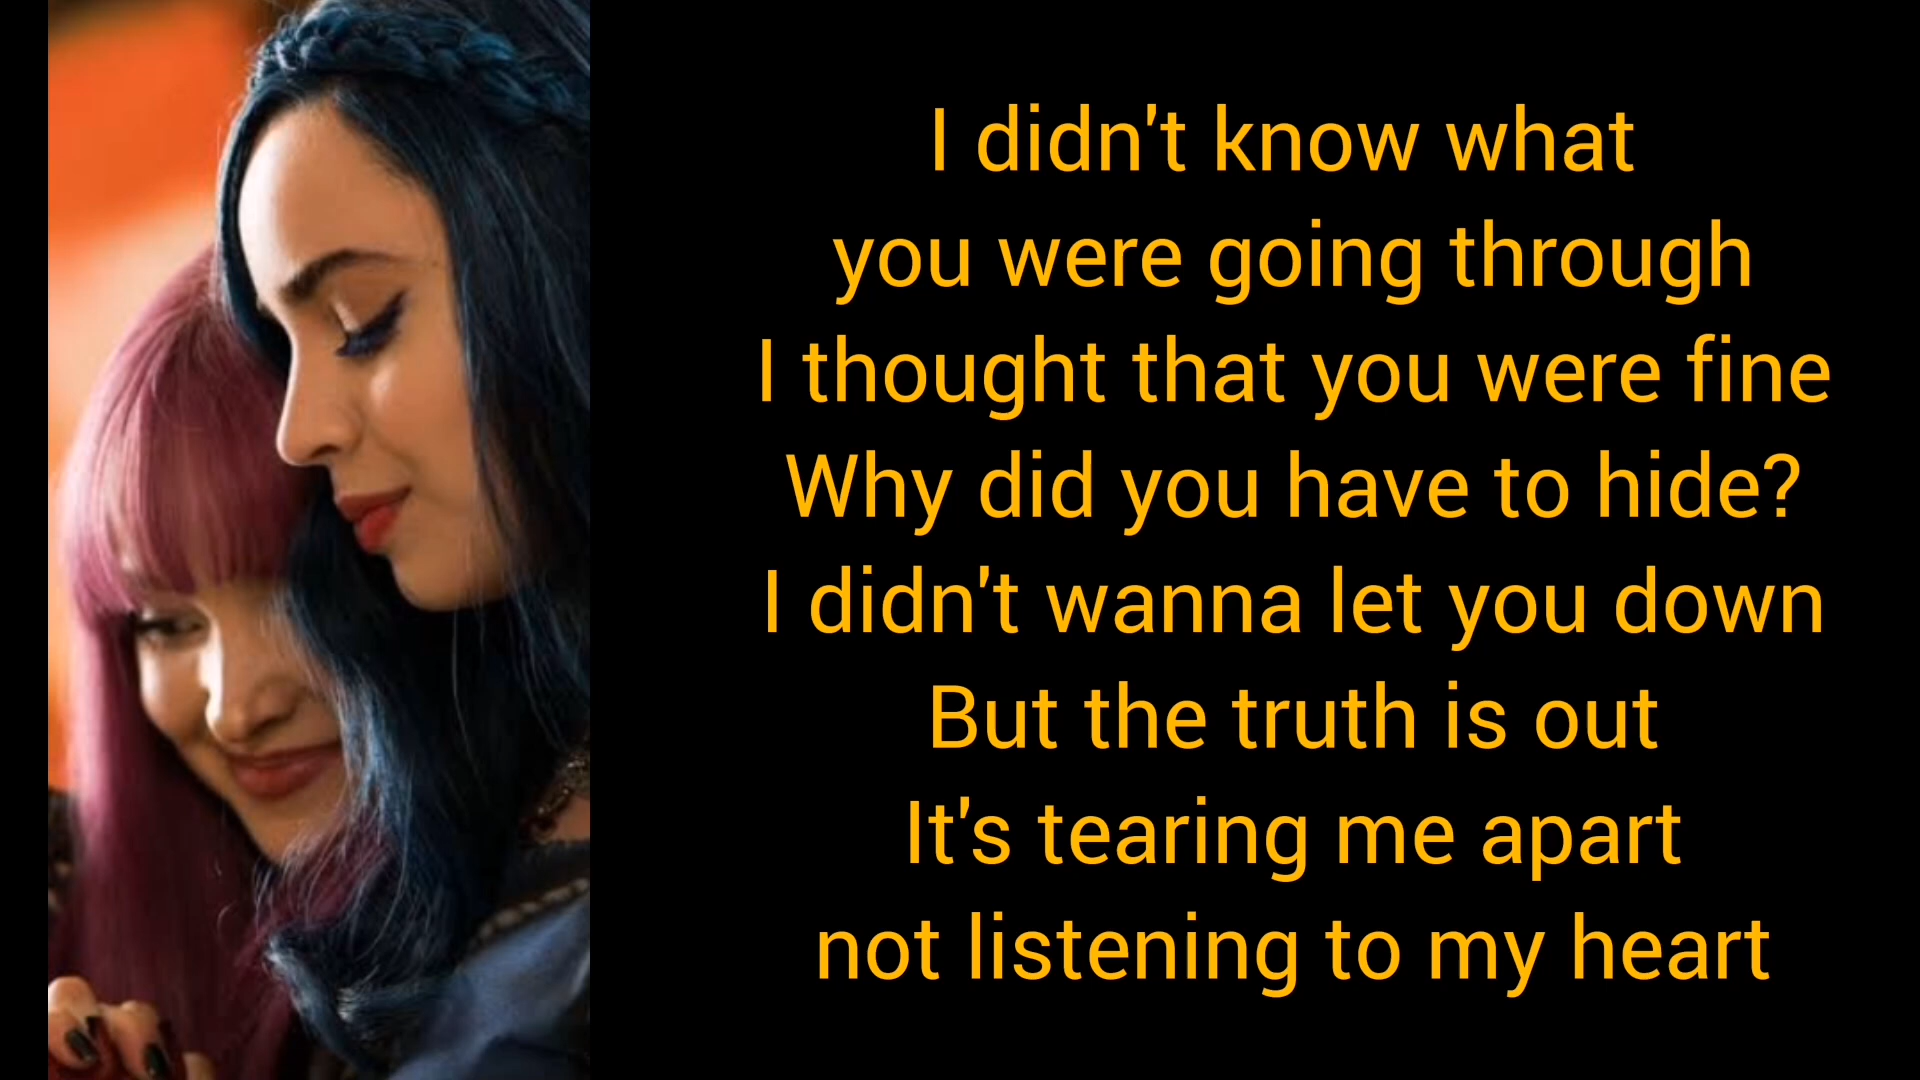 I didn't know what
you were going through
I thought that you were fine
Why did you have to hide?
I didn't wanna let you down
But the truth is out
It's tearing me apart
not listening to my heart